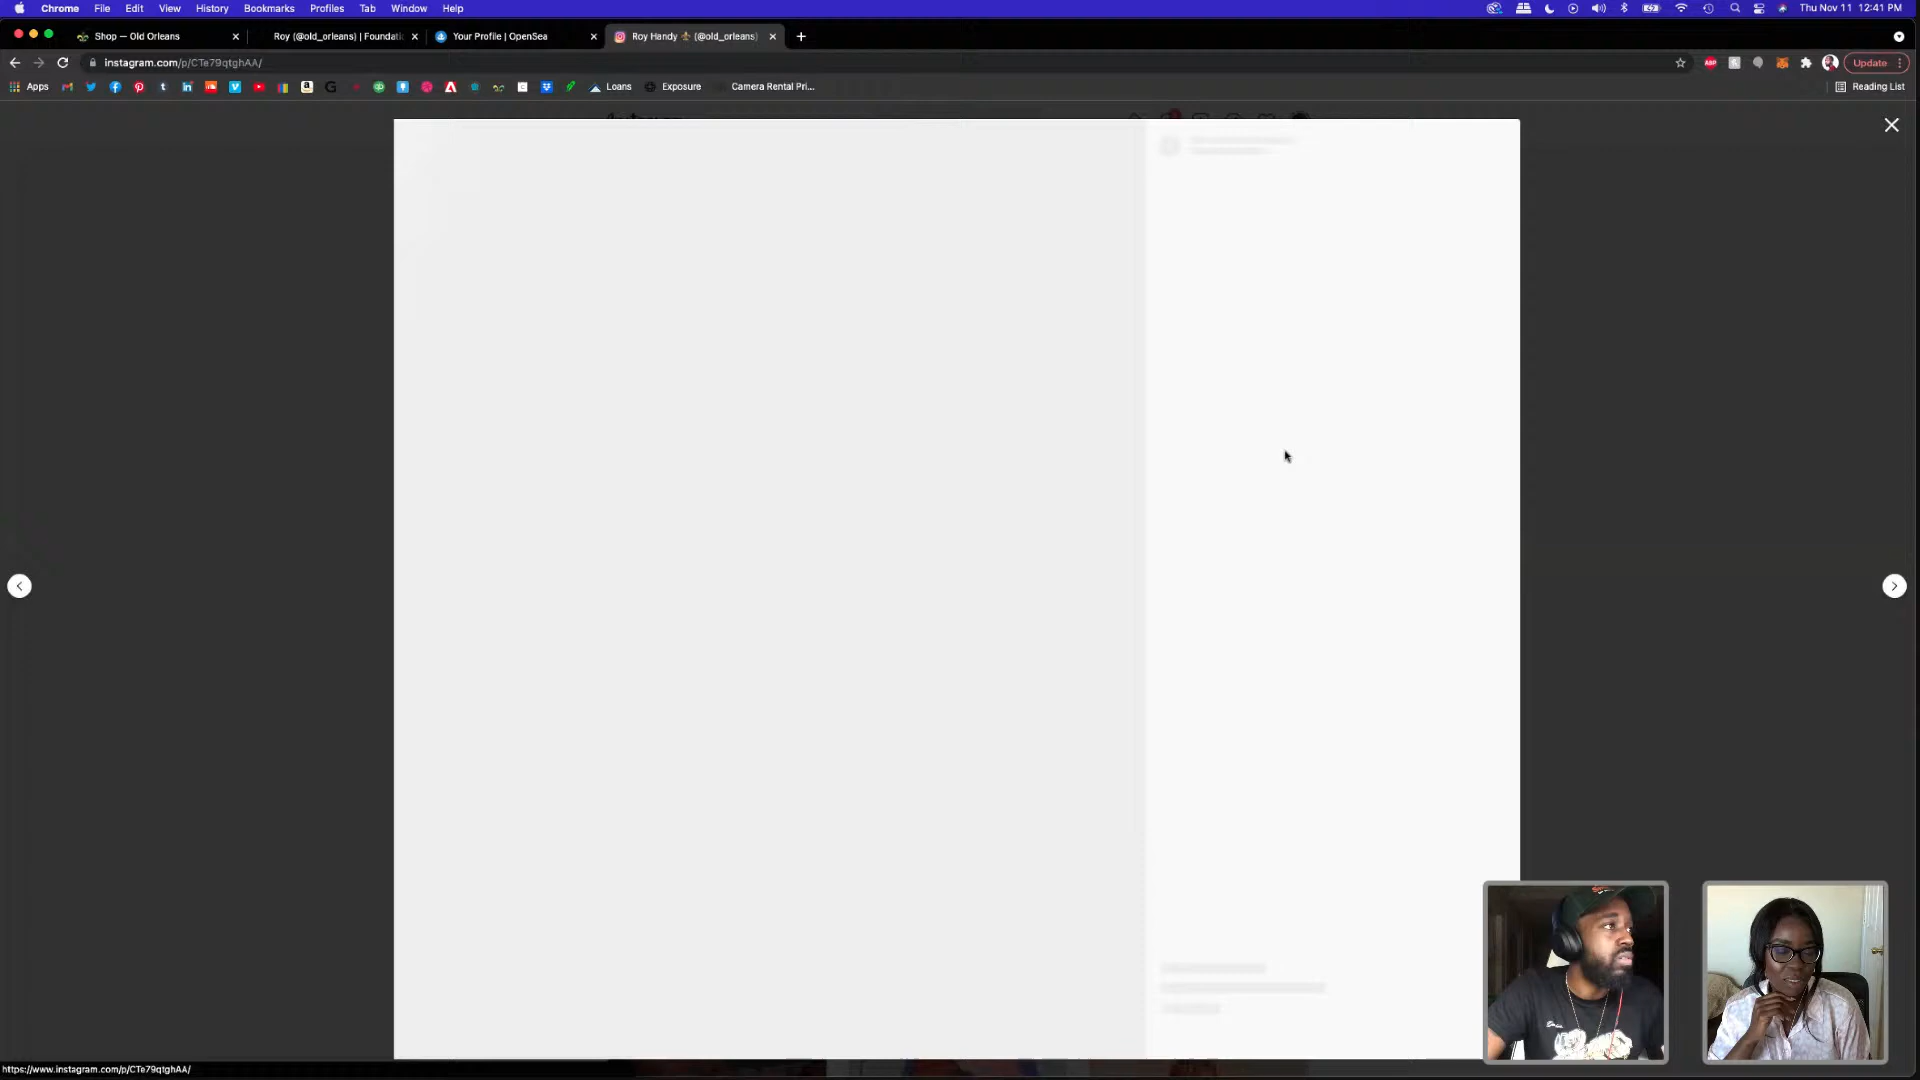 Chrome File Edit View History Bookmarks Profiles Tab Window Help Thu Nov 11 12:41 PM
Shop — Old Orleans Roy (@old_orleans) | Foundati Your Profile | OpenSea Roy Handy (@old_orleans)
instagram.com/p/CTe79qtghAA/ ABP Update
Apps Loans Exposure Camera Rental Pri... Reading List
https://www.instagram.com/p/CTe79qtghAA/